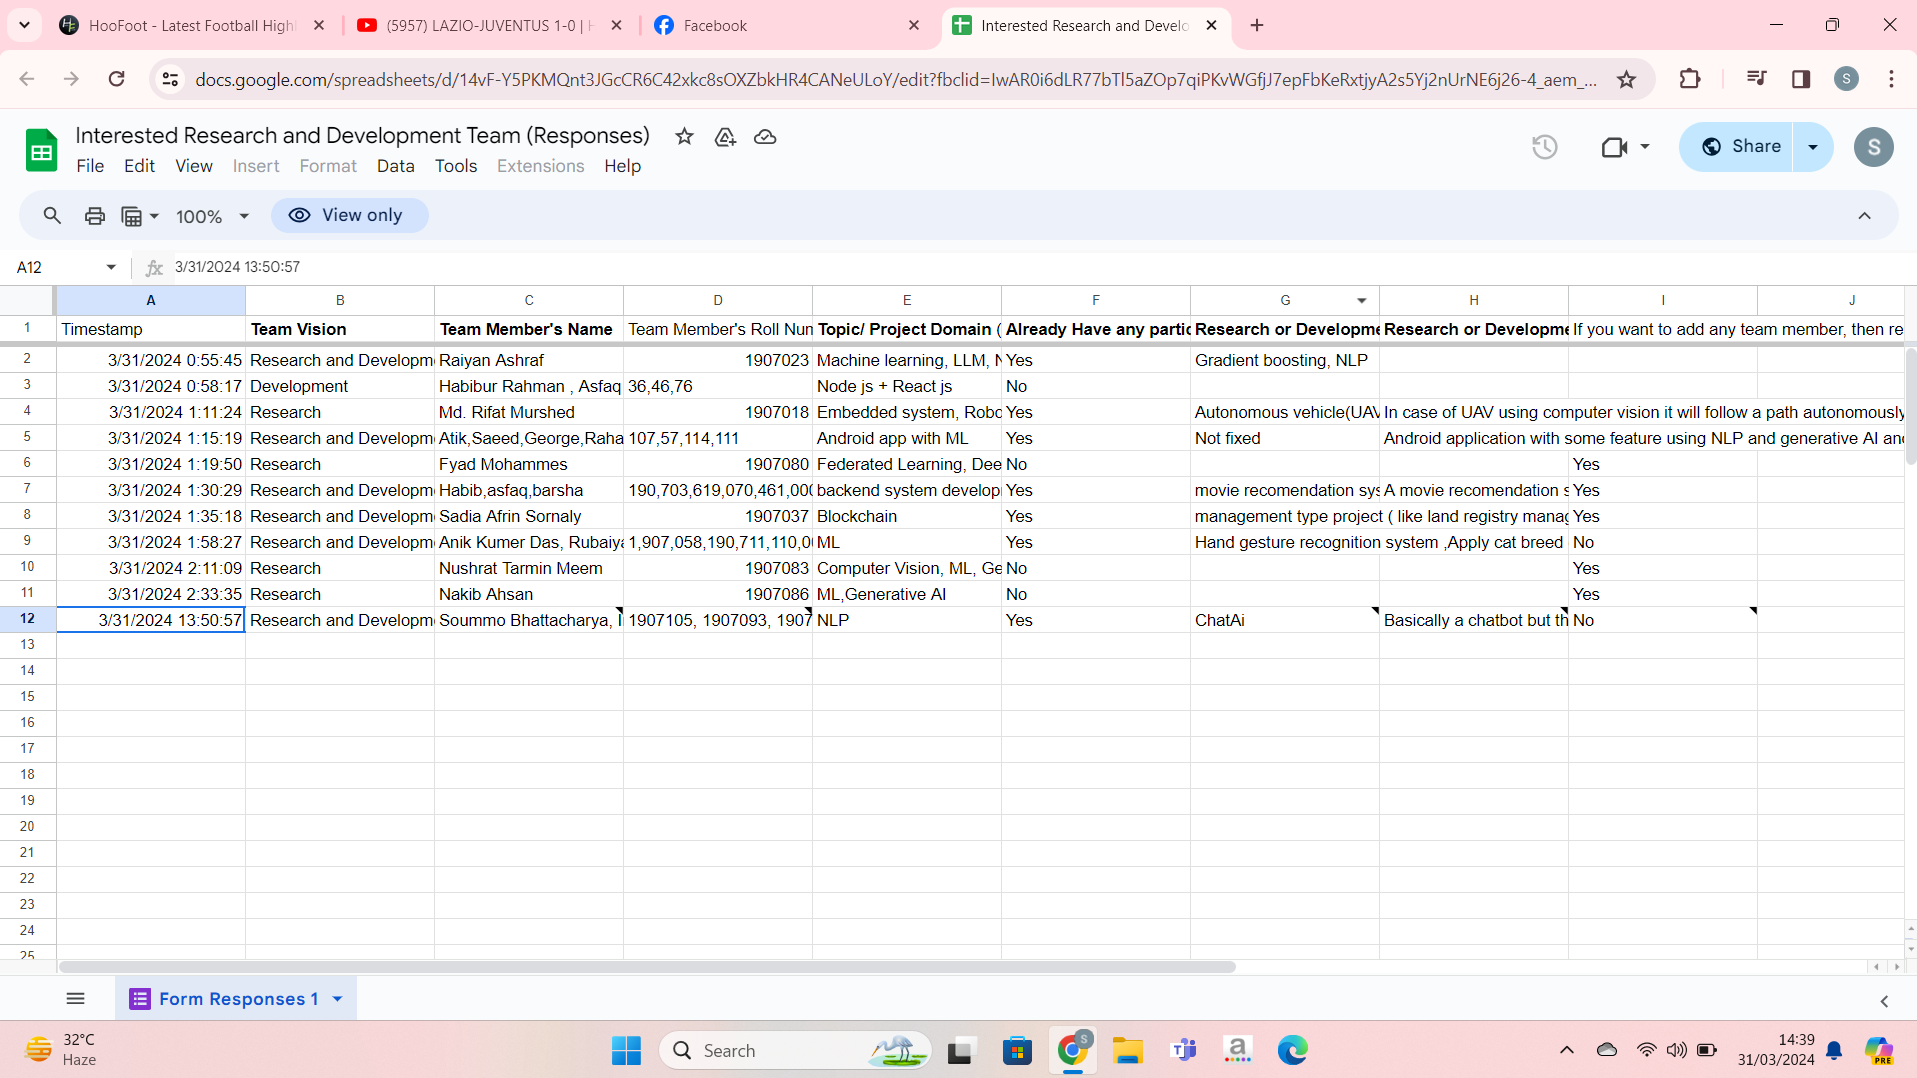 HooFoot - Latest Football Highl
(5957) LAZIO-JUVENTUS 1-0 | H
Facebook
Interested Research and Develo
docs.google.com/spreadsheets/d/14vF-Y5PKMQnt3JGcCR6C42xkc8sOXZbkHR4CANeULoY/edit?fbclid=IwAR0i6dLR77bTl5aZOp7qiPKvWGfjJ7epFbKeRxtjyA2s5Yj2nUrNE6j26-4_aem_...
S
Interested Research and Development Team (Responses)
File Edit View Insert Format Data Tools Extensions Help
Share
S
100%
View only
A12
fx 3/31/2024 13:50:57
A B C D E F G H I J
1 Timestamp Team Vision Team Member's Name Team Member's Roll Num Topic/ Project Domain ( Already Have any partic Research or Developme Research or Developme If you want to add any team member, then re
2 3/31/2024 0:55:45 Research and Developm Raiyan Ashraf 1907023 Machine learning, LLM, N Yes Gradient boosting, NLP
3 3/31/2024 0:58:17 Development Habibur Rahman , Asfaq 36,46,76 Node js + React js No
4 3/31/2024 1:11:24 Research Md. Rifat Murshed 1907018 Embedded system, Robo Yes Autonomous vehicle(UAV In case of UAV using computer vision it will follow a path autonomously
5 3/31/2024 1:15:19 Research and Developm Atik,Saeed,George,Raha 107,57,114,111 Android app with ML Yes Not fixed Android application with some feature using NLP and generative AI and
6 3/31/2024 1:19:50 Research Fyad Mohammes 1907080 Federated Learning, Dee No Yes
7 3/31/2024 1:30:29 Research and Developm Habib,asfaq,barsha 190,703,619,070,461,000 backend system develop Yes movie recomendation sys A movie recomendation s Yes
8 3/31/2024 1:35:18 Research and Developm Sadia Afrin Sornaly 1907037 Blockchain Yes management type project ( like land registry manag Yes
9 3/31/2024 1:58:27 Research and Developm Anik Kumer Das, Rubaiya 1,907,058,190,711,110,00 ML Yes Hand gesture recognition system ,Apply cat breed No
10 3/31/2024 2:11:09 Research Nushrat Tarmin Meem 1907083 Computer Vision, ML, Ge No Yes
11 3/31/2024 2:33:35 Research Nakib Ahsan 1907086 ML,Generative AI No Yes
12 3/31/2024 13:50:57 Research and Developm Soummo Bhattacharya, I 1907105, 1907093, 1907 NLP Yes ChatAi Basically a chatbot but th No
13
14
15
16
17
18
19
20
21
22
23
24
25
Form Responses 1
32°C
Haze
Search
S
a
PRE
14:39
31/03/2024